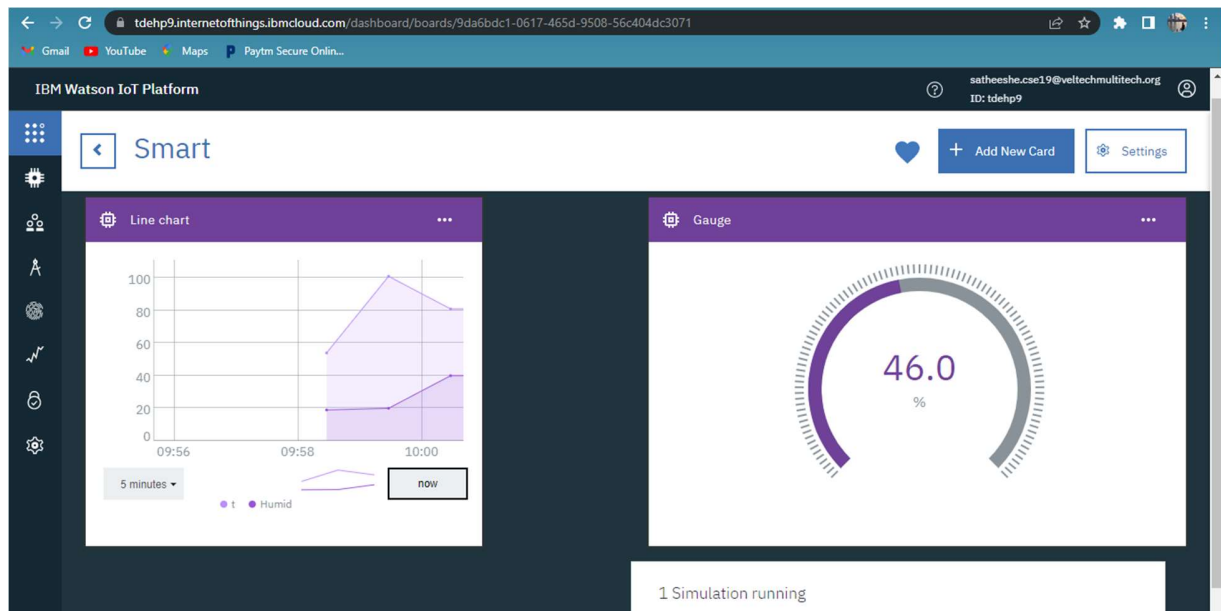 tdehp9.internetofthings.ibmcloud.com/dashboard/boards/9da6bdc1-0617-465d-9508-56c404dc3071
Gmail YouTube Maps Paytm Secure Onlin...
IBM Watson IoT Platform
satheeshe.cse19@veltechmultitech.org
ID: tdehp9
Smart
+ Add New Card
Settings
Line chart
100
80
60
40
20
0
09:56 09:58 10:00
5 minutes
now
t Humid
Gauge
46.0
%
1 Simulation running